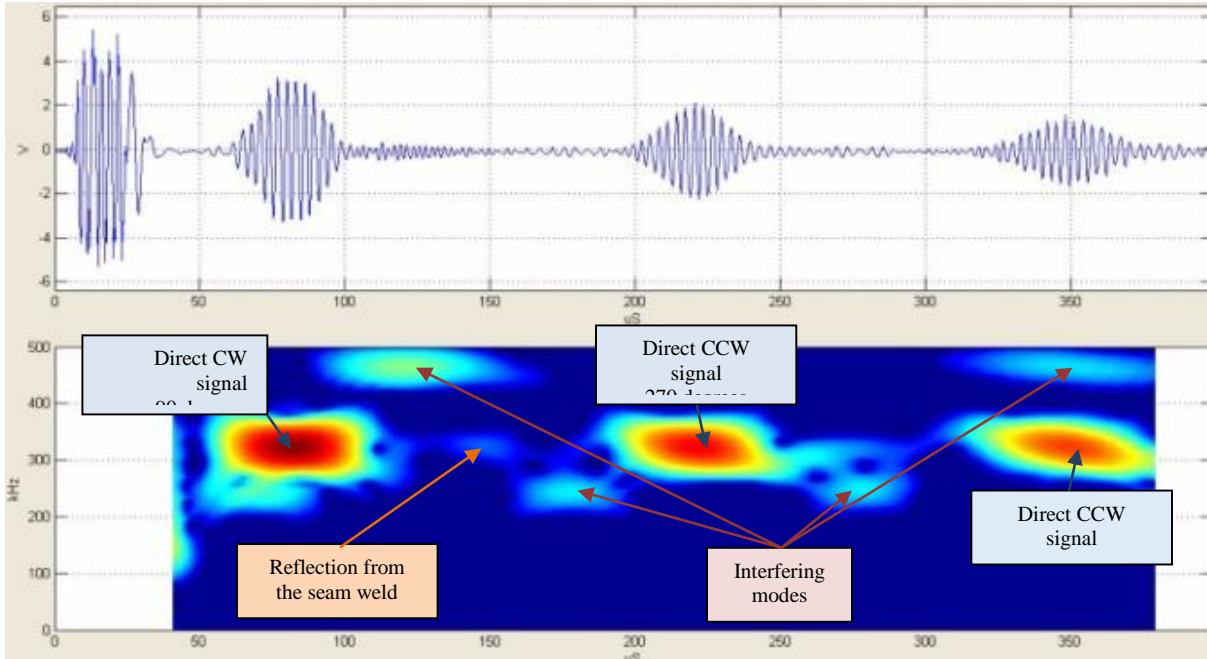 6
4
2
V 0
-2
-4
-6
0 50 100 150 200 250 300 350
uS
500
400
300
kHz
200
100
0
Direct CW
signal
Direct CCW
signal
270 degrees
Direct CCW
signal
Reflection from
the seam weld
Interfering
modes
0 50 100 150 200 250 300 350